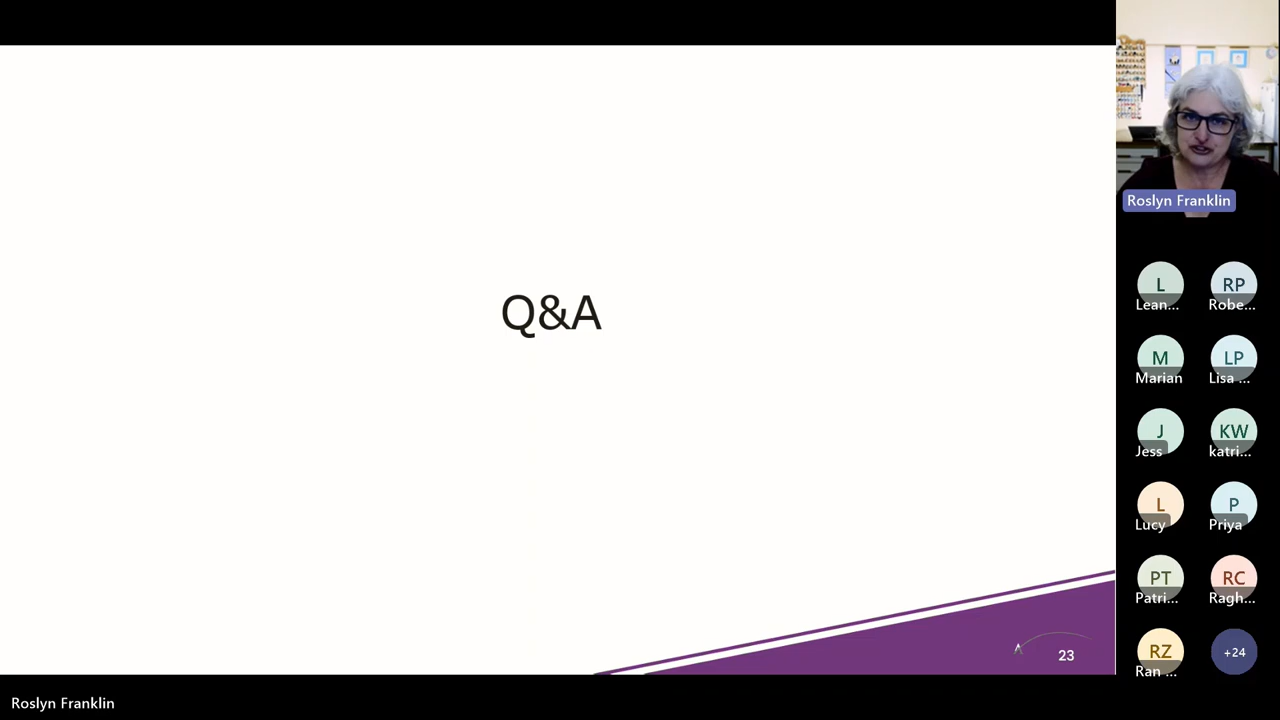 Q&A
23
Roslyn Franklin
L
Lean...
RP
Robe...
M
Marian
LP
Lisa ...
J
Jess
KW
katri...
L
Lucy
P
Priya
PT
Patri...
RC
Ragh...
RZ
Ran ...
+24
Roslyn Franklin